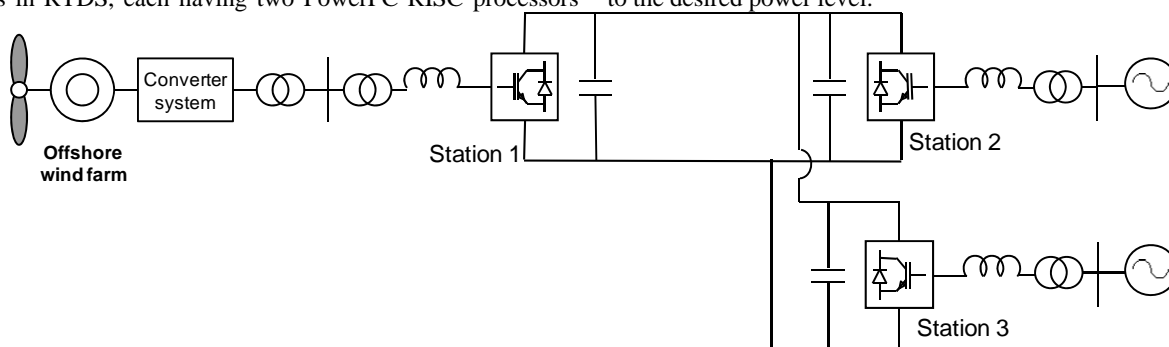 s in RTDS, each having two PowerPC RISC processors to the desired power level.
Converter
system
Offshore
wind farm
Station 1
Station 2
Station 3